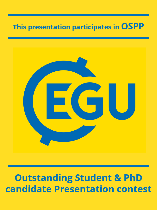 This presentation participates in OSPP
EGU
Outstanding Student & PhD
candidate Presentation contest